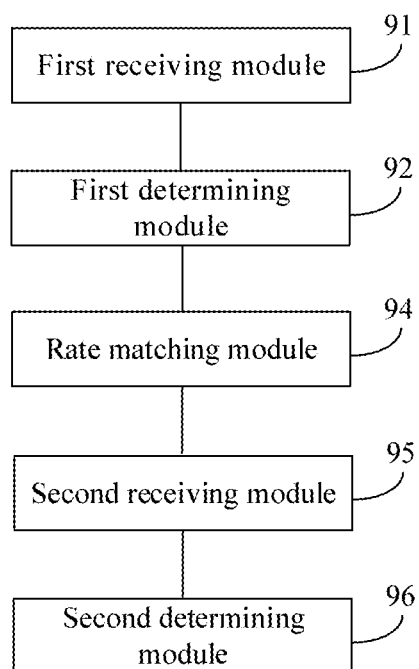 91
First receiving module
92
First determining
module
94
Rate matching module
95
Second receiving module
96
Second determining
module